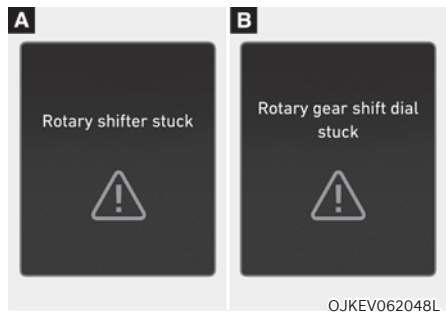 A
Rotary shifter stuck
B
Rotary gear shift dial
stuck
OJKEV062048L